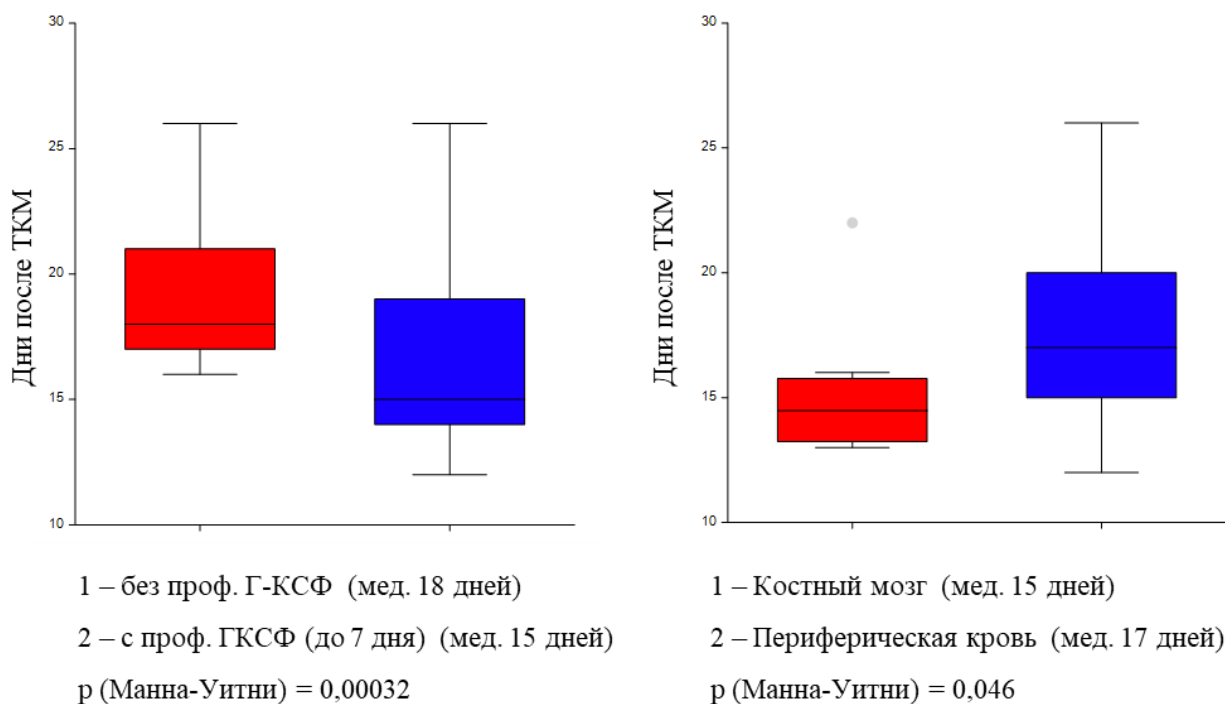 30
25
20
15
10
Дни после ТКМ
1 – без проф. Г-КСФ (мед. 18 дней)
2 – с проф. ГКСФ (до 7 дня) (мед. 15 дней)
p (Манна-Уитни) = 0,00032
30
25
20
15
10
Дни после ТКМ
1 – Костный мозг (мед. 15 дней)
2 – Периферическая кровь (мед. 17 дней)
p (Манна-Уитни) = 0,046